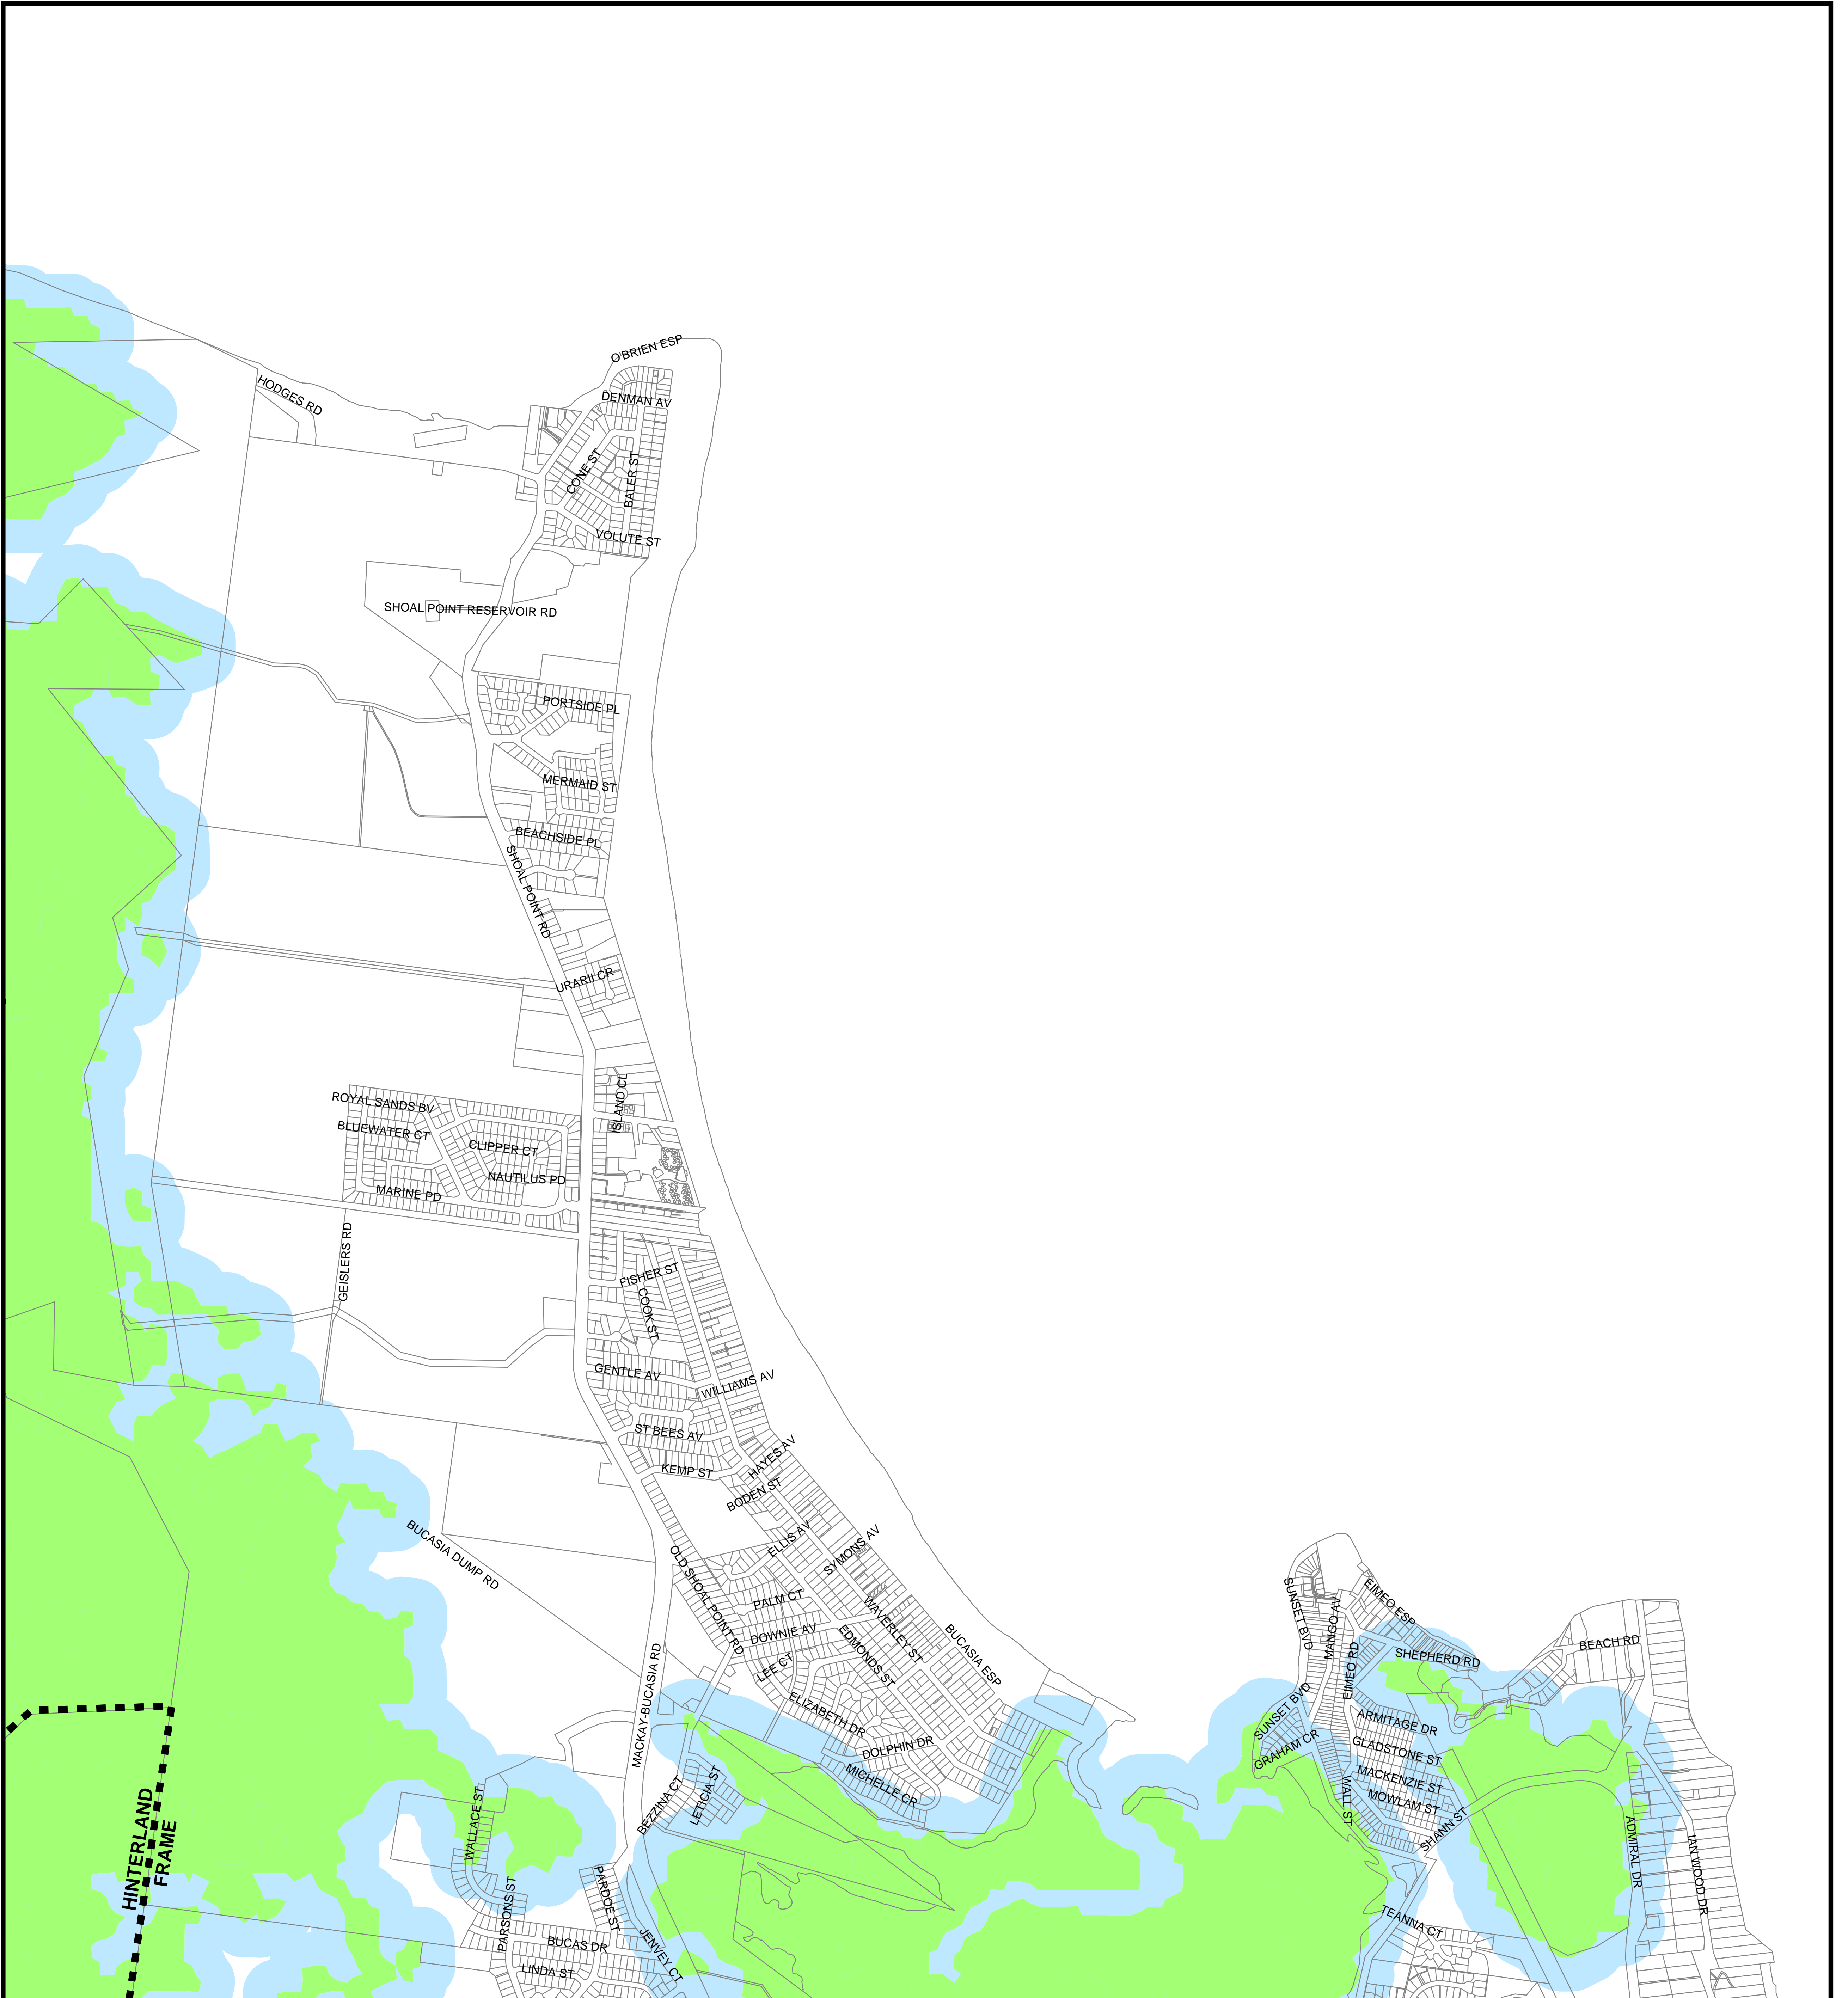 O'BRIEN ESP
HODGES RD
DENMAN AV
CONE ST
BALER ST
VOLUTE ST
SHOAL POINT RESERVOIR RD
PORTSIDE PL
MERMAID ST
BEACHSIDE PL
SHOAL POINT RD
URARII CR
ISLAND CL
ROYAL SANDS BV
BLUEWATER CT
CLIPPER CT
NAUTILUS PD
MARINE PD
GEISLERS RD
FISHER ST
COOK ST
GENTLE AV
WILLIAMS AV
ST BEES AV
HAYES AV
KEMP ST
BODEN ST
BUCASIA DUMP RD
ELLIS AV
SYMONS AV
OLD SHOAL POINT RD
PALM CT
DOWNIE AV
WAVERLEY ST
EDMONDS ST
BUCASIA ESP
LEE CT
ELIZABETH DR
DOLPHIN DR
MICHELLE CR
MACKAY-BUCASIA RD
BEZZINA CT
LETICIA ST
SUNSET BVD
MANGO AV
EIMEO ESP
EIMEO RD
SHEPHERD RD
BEACH RD
SUNSET BVD
GRAHAM CR
ARMITAGE DR
GLADSTONE ST
MACKENZIE ST
MOWLAM ST
WALL ST
SHANN ST
ADMIRAL DR
IAN WOOD DR
TEANNA CT
HINTERLAND
FRAME
WALLACE ST
PARSONS ST
PARDOE ST
BUCAS DR
JENVEY CT
LINDA ST